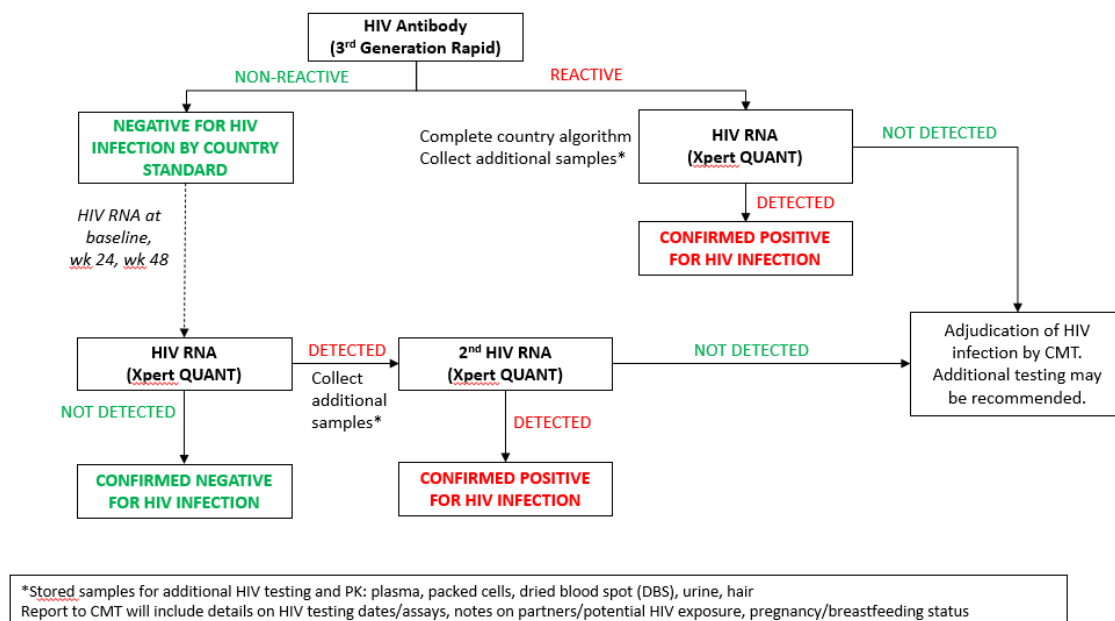 HIV Antibody
(3rd Generation Rapid)
NON-REACTIVE
REACTIVE
NEGATIVE FOR HIV
INFECTION BY COUNTRY
STANDARD
Complete country algorithm
Collect additional samples*
HIV RNA
(Xpert QUANT)
NOT DETECTED
DETECTED
CONFIRMED POSITIVE
FOR HIV INFECTION
HIV RNA at
baseline,
wk 24, wk 48
HIV RNA
(Xpert QUANT)
DETECTED
Collect
additional
samples*
2nd HIV RNA
(Xpert QUANT)
NOT DETECTED
Adjudication of HIV
infection by CMT.
Additional testing may
be recommended.
NOT DETECTED
DETECTED
CONFIRMED NEGATIVE
FOR HIV INFECTION
CONFIRMED POSITIVE
FOR HIV INFECTION
*Stored samples for additional HIV testing and PK: plasma, packed cells, dried blood spot (DBS), urine, hair
Report to CMT will include details on HIV testing dates/assays, notes on partners/potential HIV exposure, pregnancy/breastfeeding status